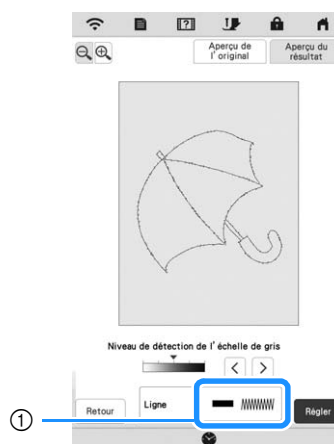 Aperçu de
l'original
Aperçu du
résultat
Niveau de détection de l'échelle de gris
①
Retour
Ligne
Régler